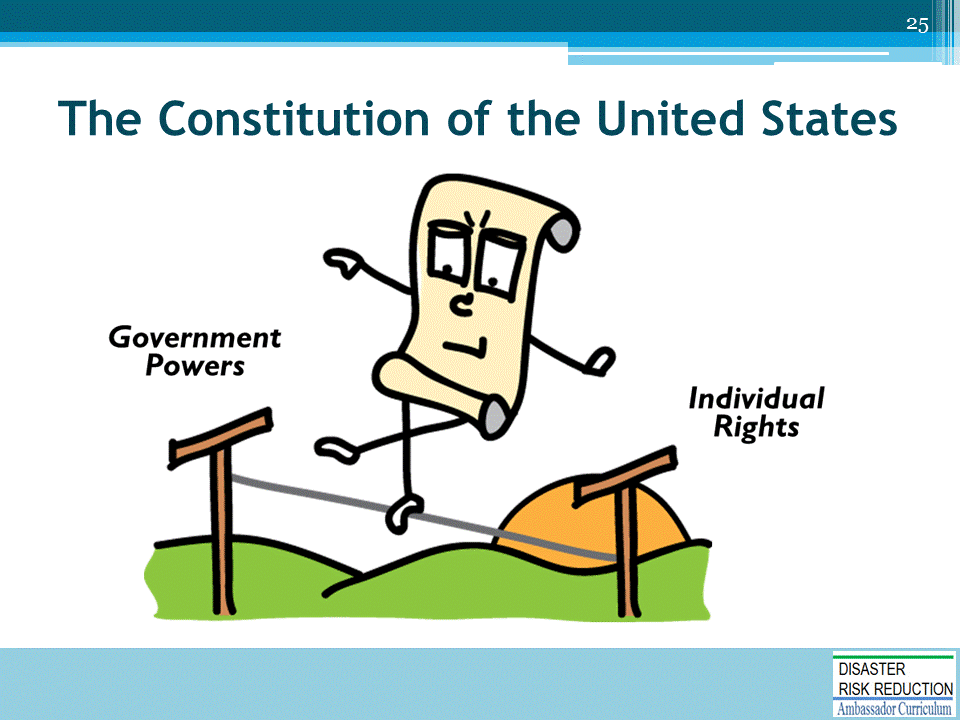 25
The Constitution of the United States
Government
Powers
Individual
Rights
DISASTER
RISK REDUCTION
Ambassador Curriculum